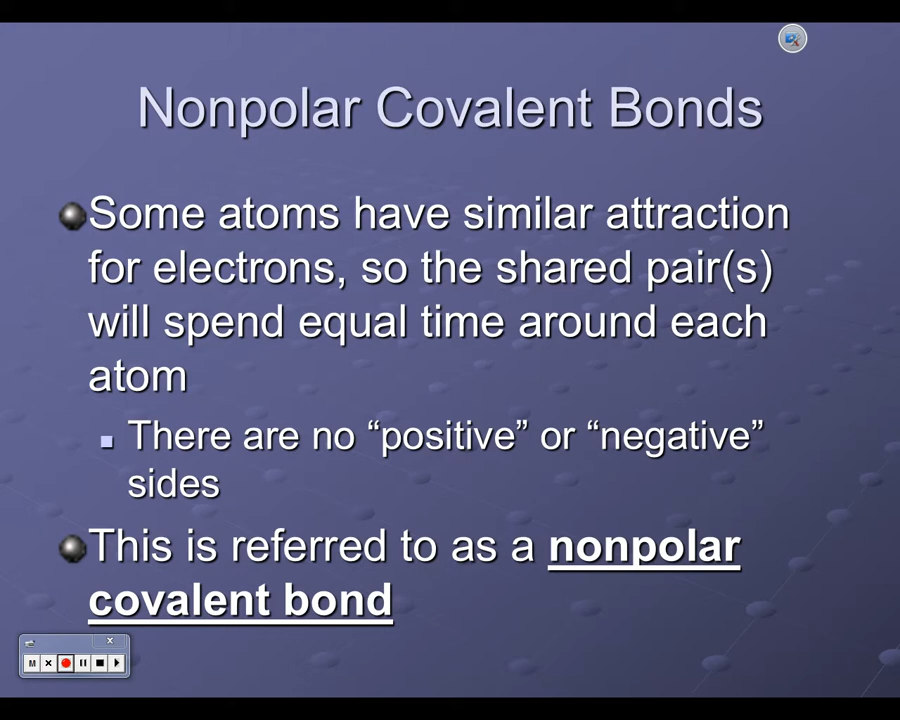 Nonpolar Covalent Bonds
Some atoms have similar attraction
for electrons, so the shared pair(s)
will spend equal time around each
atom
There are no “positive” or “negative”
sides
This is referred to as a nonpolar
covalent bond
M